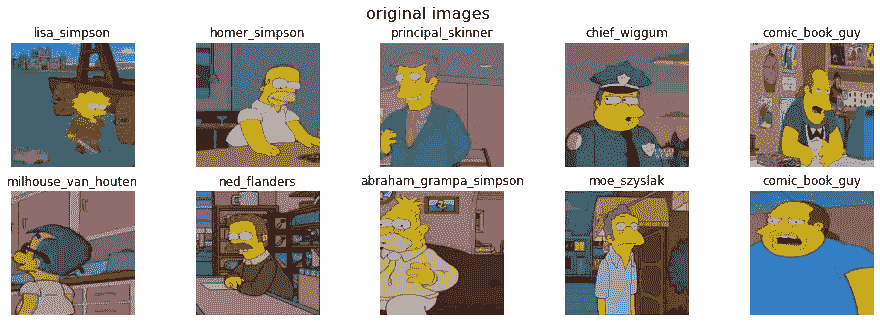 original images
lisa_simpson homer_simpson principal_skinner chief_wiggum comic_book_guy
milhouse_van_houten ned_flanders abraham_grampa_simpson moe_szyslak comic_book_guy